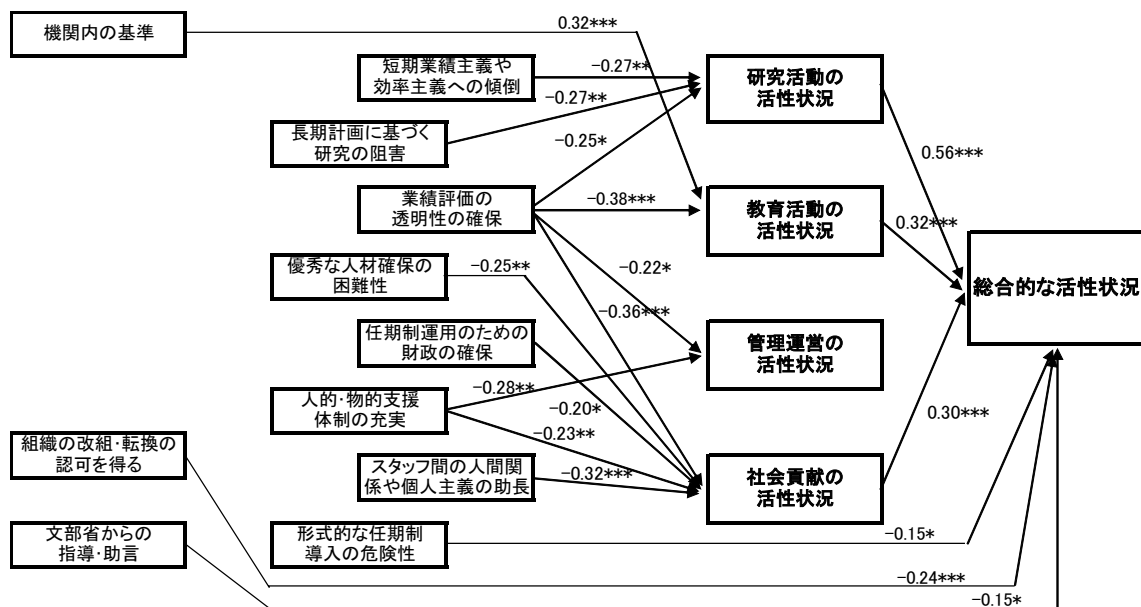 機関内の基準
0.32***
短期業績主義や
効率主義への傾倒
-0.27**
研究活動の
活性状況
-0.27**
長期計画に基づく
研究の阻害
-0.25*
0.56***
業績評価の
透明性の確保
-0.38***
教育活動の
活性状況
0.32***
優秀な人材確保の
困難性
-0.25**
-0.22*
総合的な活性状況
-0.36***
任期制運用のための
財政の確保
管理運営の
活性状況
-0.28**
人的・物的支援
体制の充実
-0.20*
0.30***
-0.23**
組織の改組・転換の
認可を得る
スタッフ間の人間関
係や個人主義の助長
-0.32***
社会貢献の
活性状況
文部省からの
指導・助言
形式的な任期制
導入の危険性
-0.15*
-0.24***
-0.15*